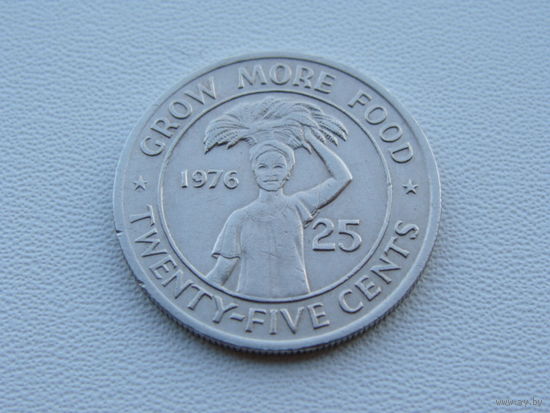 GROW MORE FOOD
1976
25
TWENTY-FIVE CENTS
www.ay.by